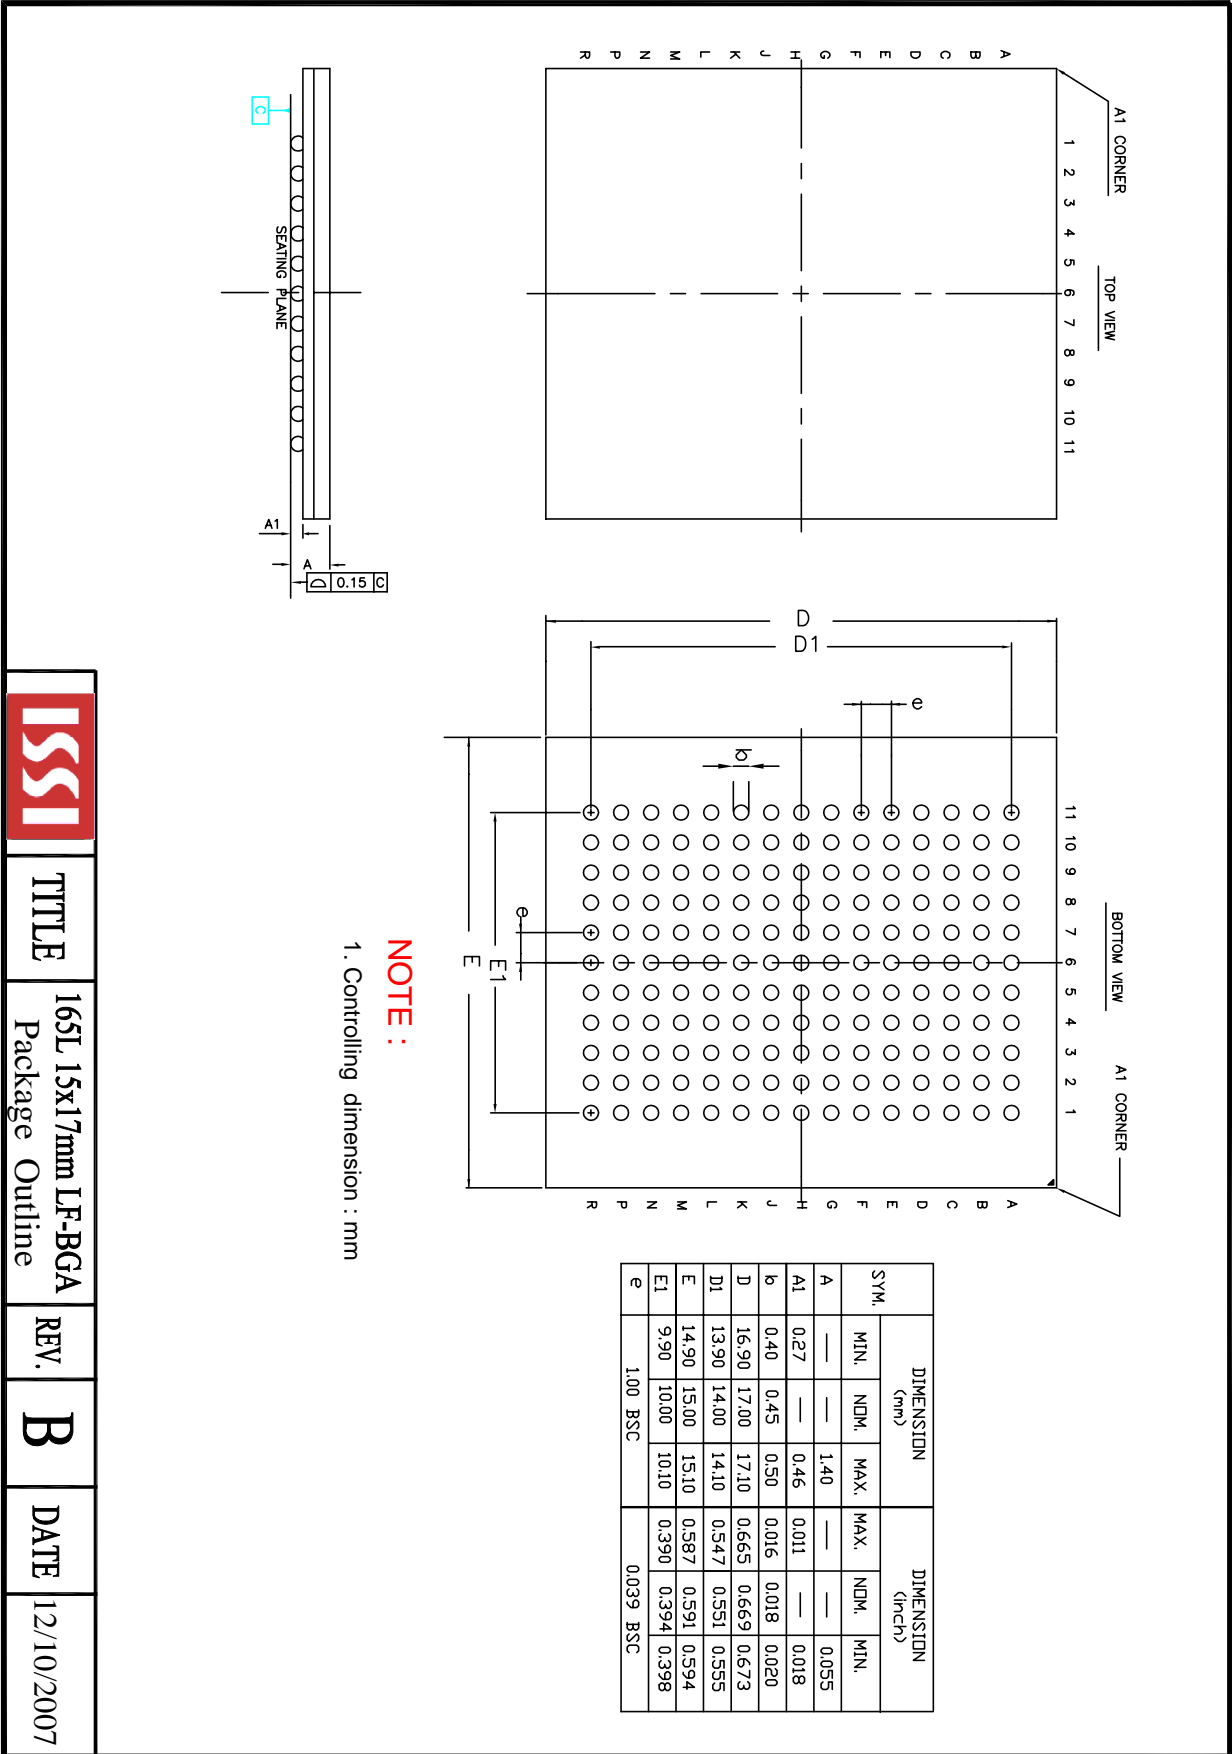 A1 CORNER
TOP VIEW
1 2 3 4 5 6 7 8 9 10 11
A
B
C
D
E
F
G
H
J
K
L
M
N
P
R
BOTTOM VIEW
A1 CORNER
11 10 9 8 7 6 5 4 3 2 1
A
B
C
D
E
F
G
H
J
K
L
M
N
P
R
D
D1
e
b
e
E1
E
C
SEATING PLANE
A1
A
0.15 C
SYM. DIMENSION (mm) DIMENSION (inch)
MIN. NOM. MAX. MAX. NOM. MIN.
A — — 1.40 — — 0.055
A1 0.27 — 0.46 0.011 — 0.018
b 0.40 0.45 0.50 0.016 0.018 0.020
D 16.90 17.00 17.10 0.665 0.669 0.673
D1 13.90 14.00 14.10 0.547 0.551 0.555
E 14.90 15.00 15.10 0.587 0.591 0.594
E1 9.90 10.00 10.10 0.390 0.394 0.398
e 1.00 BSC 0.039 BSC
NOTE :
1. Controlling dimension : mm
ISSI
TITLE
165L 15x17mm LF-BGA
Package Outline
REV.
B
DATE
12/10/2007